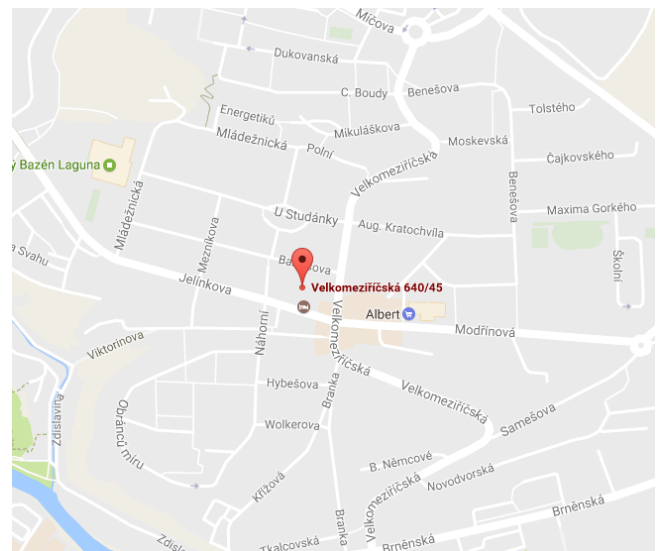 Míčova
Dukovanská
C. Boudy
Benešova
Tolstého
Energetiků
Mládežnická
Mikuláškova
Polní
Moskevská
Čajkovského
Velkomeziříčská
ý Bazén Laguna
Benešova
Maxima Gorkého
Mládežnická
U Studánky
Aug. Kratochvíla
Mezníkova
Školní
a Svahu
Velkomeziříčská 640/45
Jelínkova
Velkomeziříčská
Albert
Modřínová
Náhorní
Viktorinova
Hybešova
Branka
Velkomeziříčská
Zdislavina
Obránců míru
Wolkerova
Samešova
B. Němcové
Novodvorská
Křížová
Velkomeziříčská
Branka
Brněnská
Tkalcovská
Brněnská